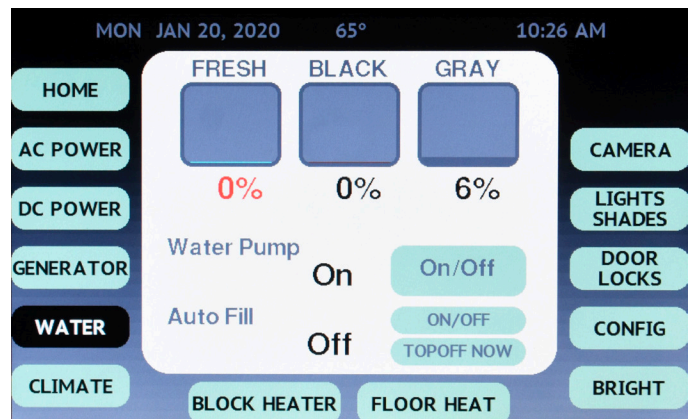 MON JAN 20, 2020 65° 10:26 AM
HOME
AC POWER
DC POWER
GENERATOR
WATER
CLIMATE
FRESH BLACK GRAY
0% 0% 6%
Water Pump
On
On/Off
Auto Fill
Off
ON/OFF
TOPOFF NOW
CAMERA
LIGHTS
SHADES
DOOR
LOCKS
CONFIG
BRIGHT
BLOCK HEATER FLOOR HEAT